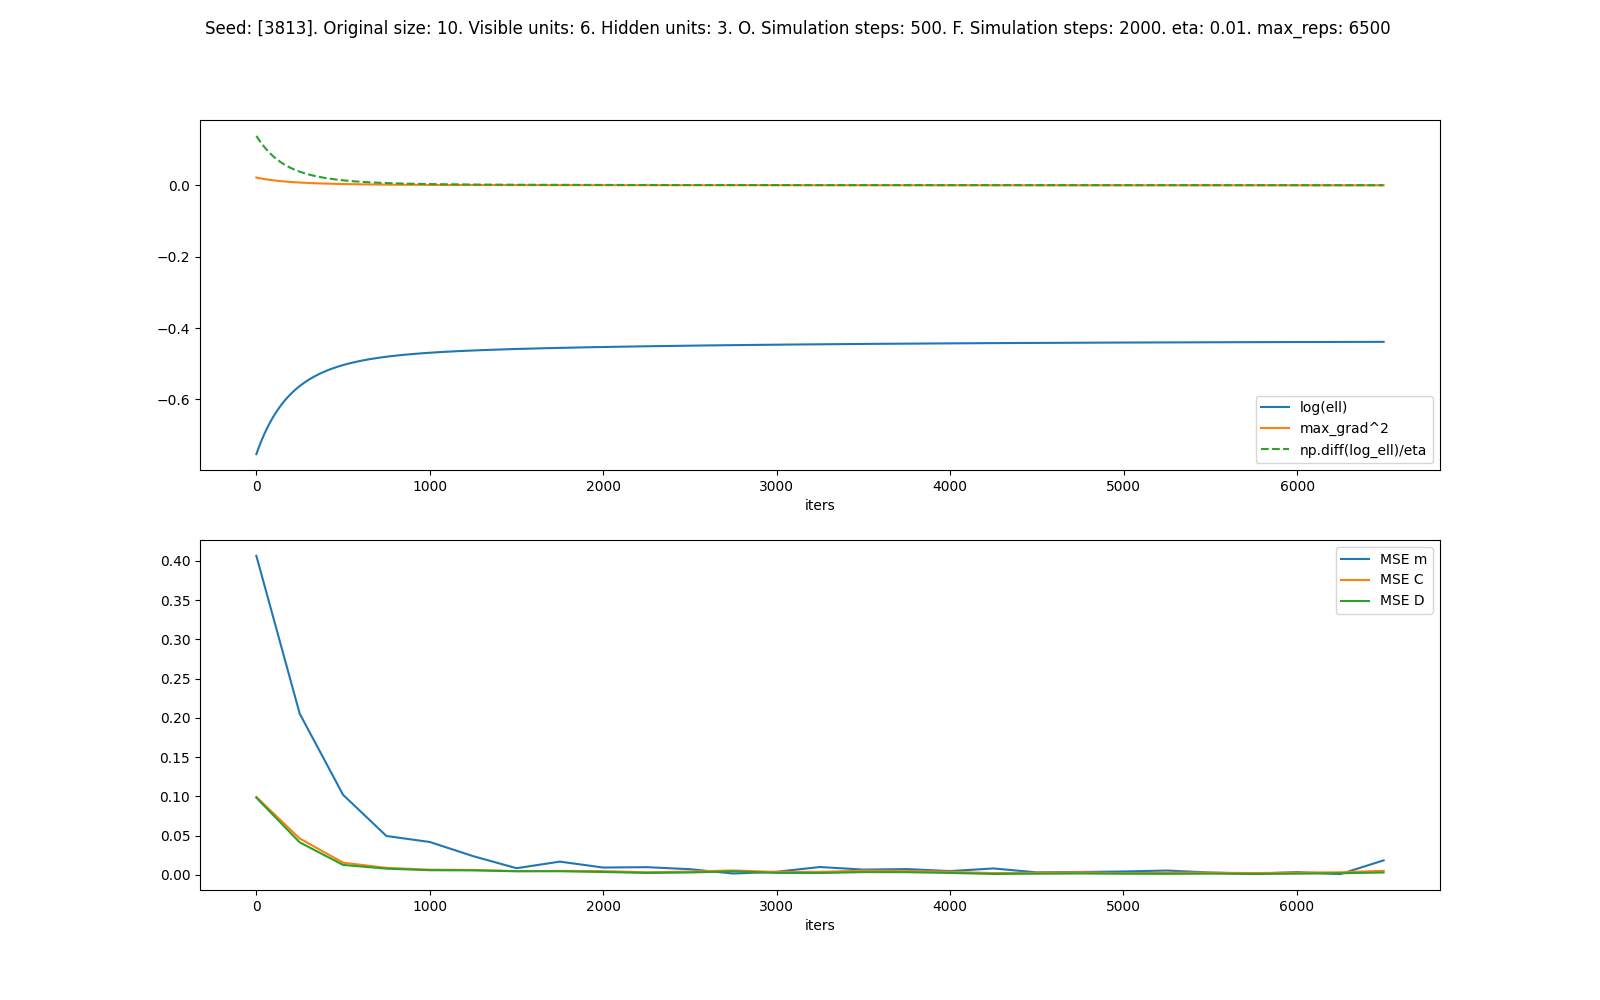 Seed: [3813]. Original size: 10. Visible units: 6. Hidden units: 3. O. Simulation steps: 500. F. Simulation steps: 2000. eta: 0.01. max_reps: 6500
0.0
−0.2
−0.4
−0.6
log(ell)
max_grad^2
np.diff(log_ell)/eta
0 1000 2000 3000 4000 5000 6000
iters
0.40
0.35
0.30
0.25
0.20
0.15
0.10
0.05
0.00
MSE m
MSE C
MSE D
0 1000 2000 3000 4000 5000 6000
iters